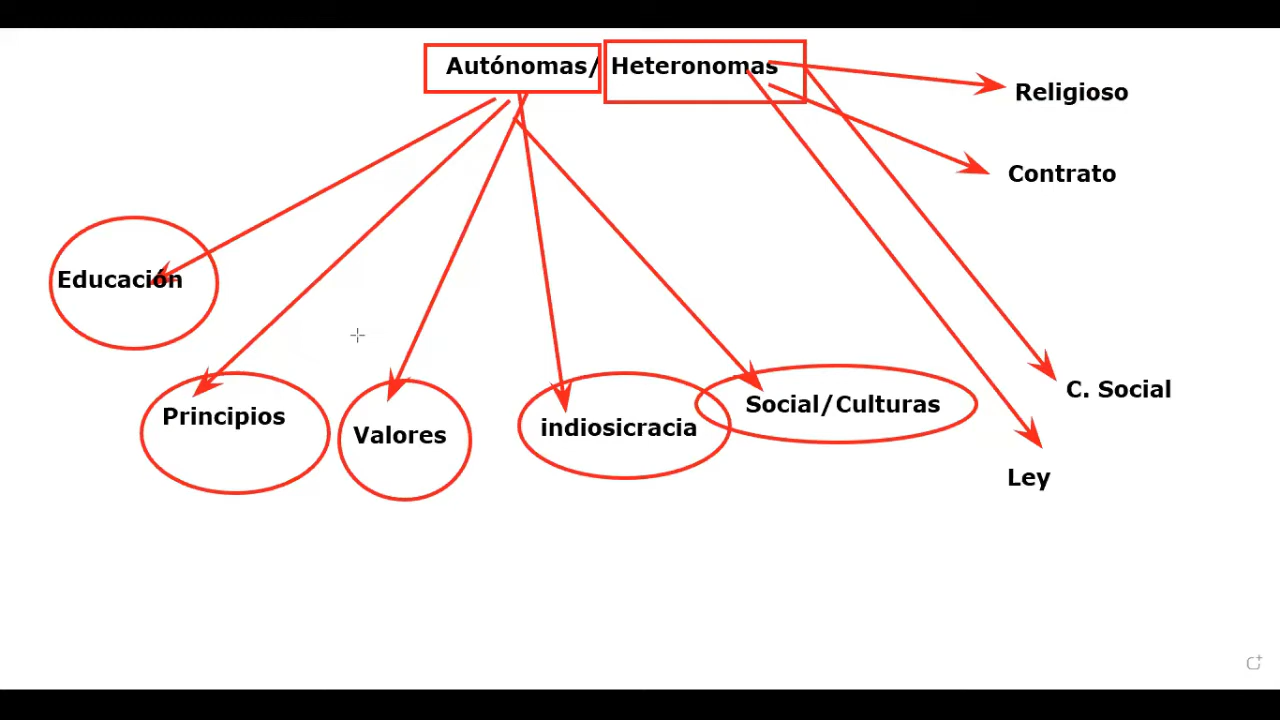 Autónomas/ Heteronomas
Religioso
Contrato
Educación
Principios
Valores
indiosicracia
Social/Culturas
C. Social
Ley